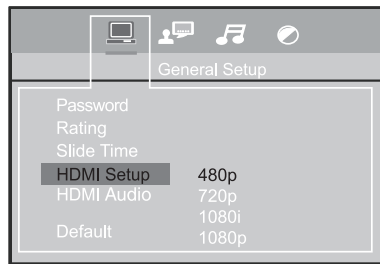 General Setup
Password
Rating
Slide Time
HDMI Setup 480p
HDMI Audio 720p
1080i
Default 1080p